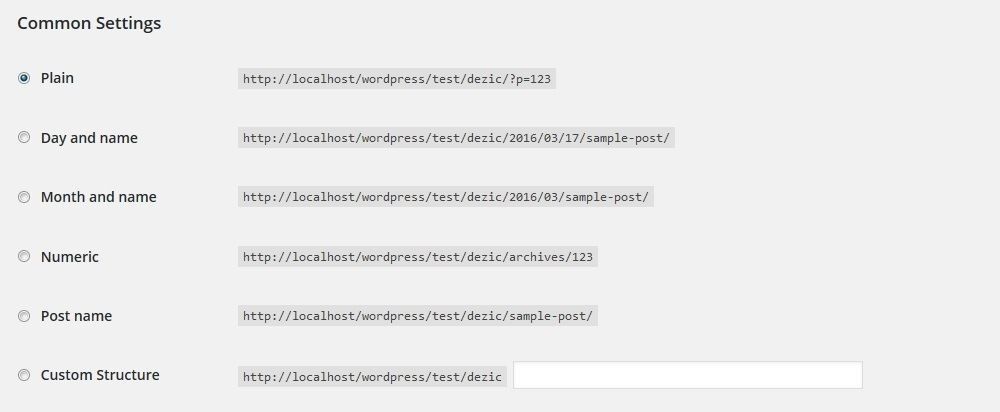 Common Settings
Plain http://localhost/wordpress/test/dezic/?p=123
Day and name http://localhost/wordpress/test/dezic/2016/03/17/sample-post/
Month and name http://localhost/wordpress/test/dezic/2016/03/sample-post/
Numeric http://localhost/wordpress/test/dezic/archives/123
Post name http://localhost/wordpress/test/dezic/sample-post/
Custom Structure http://localhost/wordpress/test/dezic